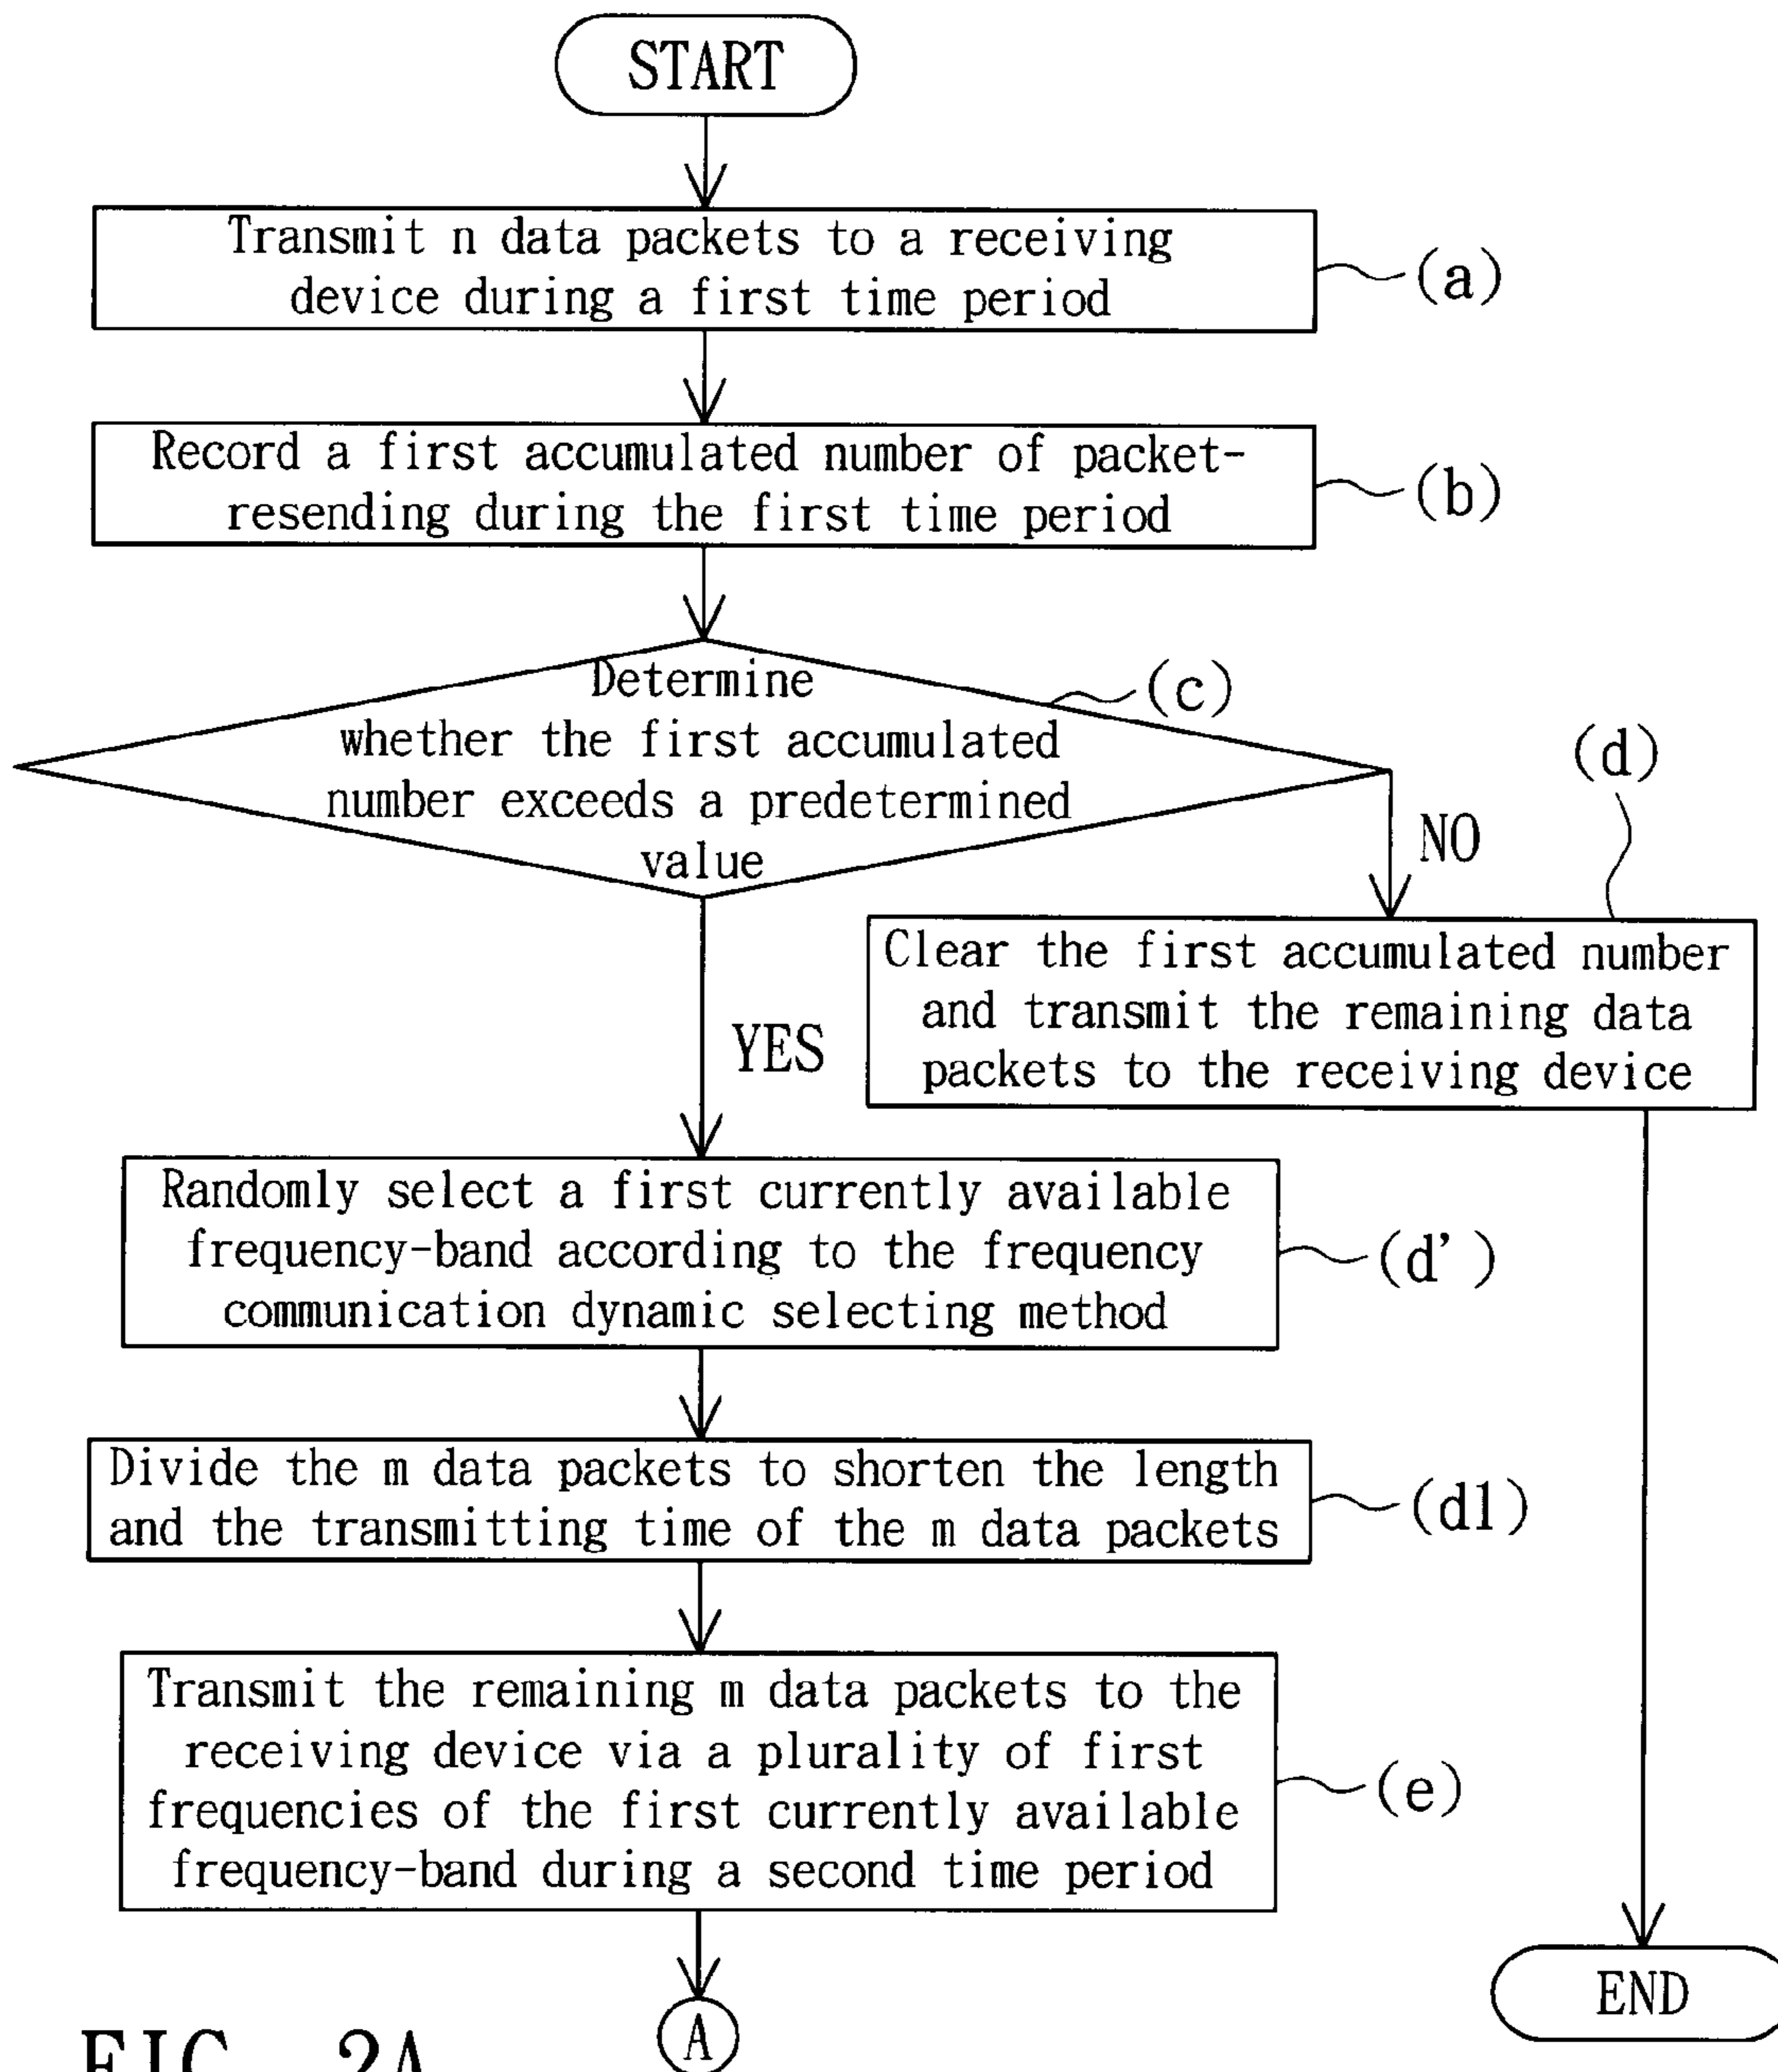 START
Transmit n data packets to a receiving
device during a first time period
(a)
Record a first accumulated number of packet-
resending during the first time period
(b)
Determine
whether the first accumulated
number exceeds a predetermined
value
(c)
NO
(d)
Clear the first accumulated number
and transmit the remaining data
packets to the receiving device
YES
Randomly select a first currently available
frequency-band according to the frequency
communication dynamic selecting method
(d')
Divide the m data packets to shorten the length
and the transmitting time of the m data packets
(d1)
Transmit the remaining m data packets to the
receiving device via a plurality of first
frequencies of the first currently available
frequency-band during a second time period
(e)
END
A
FIG. 2A